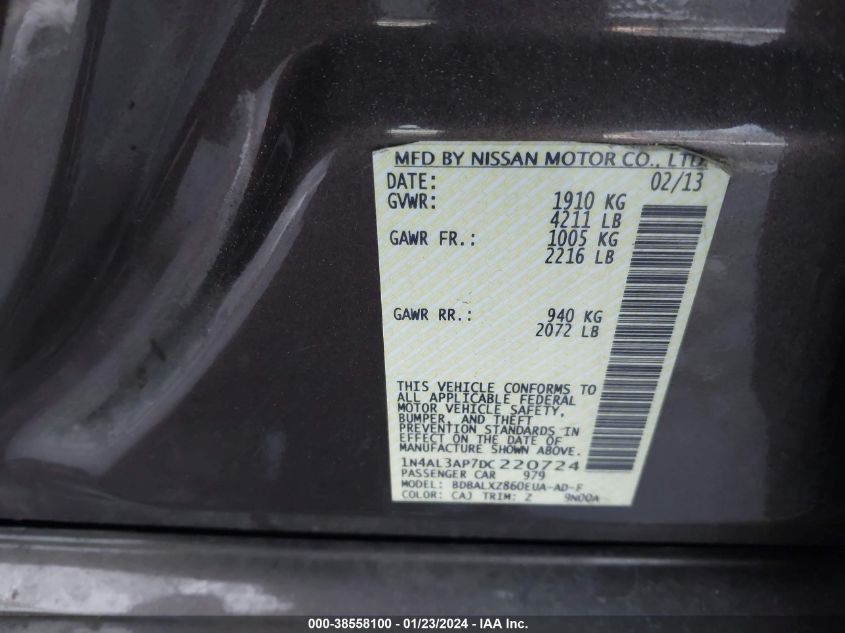 MFD BY NISSAN MOTOR CO., LTD.
DATE: 02/13
GVWR: 1910 KG
4211 LB
GAWR FR.: 1005 KG
2216 LB
GAWR RR.: 940 KG
2072 LB
THIS VEHICLE CONFORMS TO
ALL APPLICABLE FEDERAL
MOTOR VEHICLE SAFETY,
BUMPER, AND THEFT
PREVENTION STANDARDS IN
EFFECT ON THE DATE OF
MANUFACTURE SHOWN ABOVE.
1N4AL3AP7DC220724
PASSENGER CAR 979
MODEL: BDBALXZ860EUA-AD-F
COLOR: CAJ TRIM: Z 9N00A
000-38558100 - 01/23/2024 - IAA Inc.